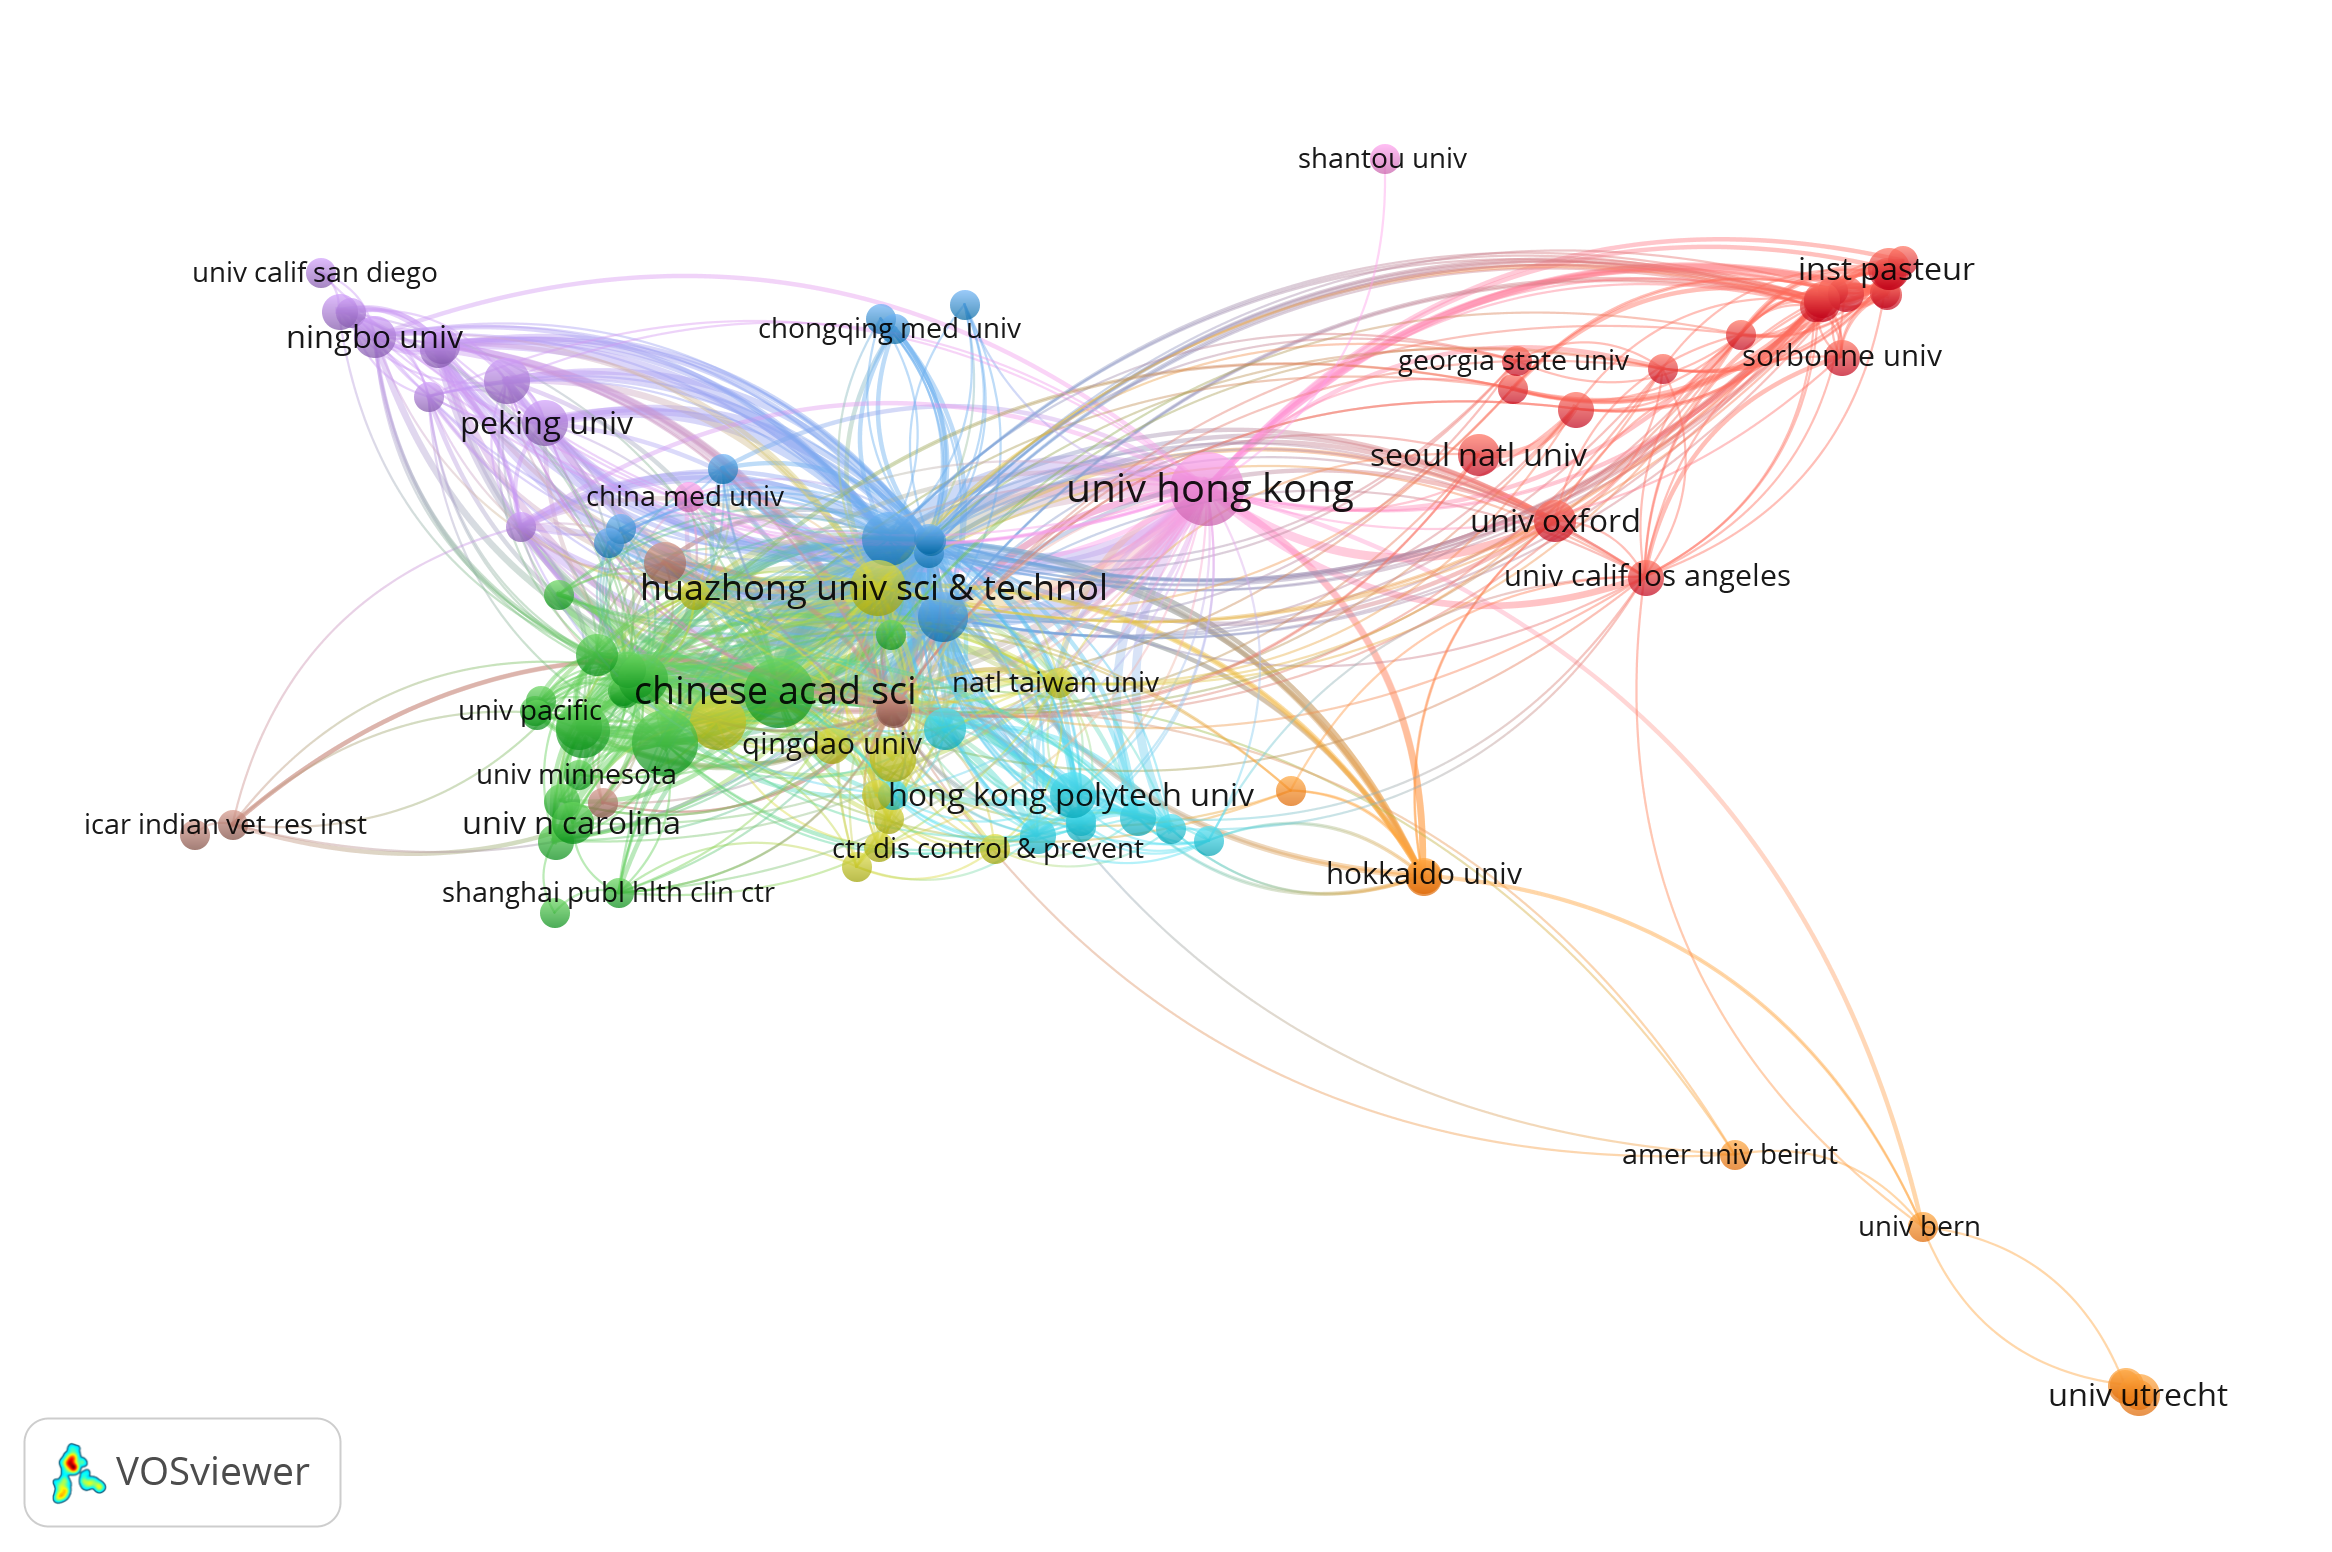 shantou univ
univ calif san diego
inst pasteur
chongqing med univ
ningbo univ
georgia state univ
sorbonne univ
peking univ
seoul natl univ
univ hong kong
china med univ
univ oxford
univ calif los angeles
huazhong univ sci & technol
natl taiwan univ
chinese acad sci
univ pacific
qingdao univ
univ minnesota
hong kong polytech univ
icar indian vet res inst
univ n carolina
ctr dis control & prevent
hokkaido univ
shanghai publ hlth clin ctr
amer univ beirut
univ bern
univ utrecht
VOSviewer